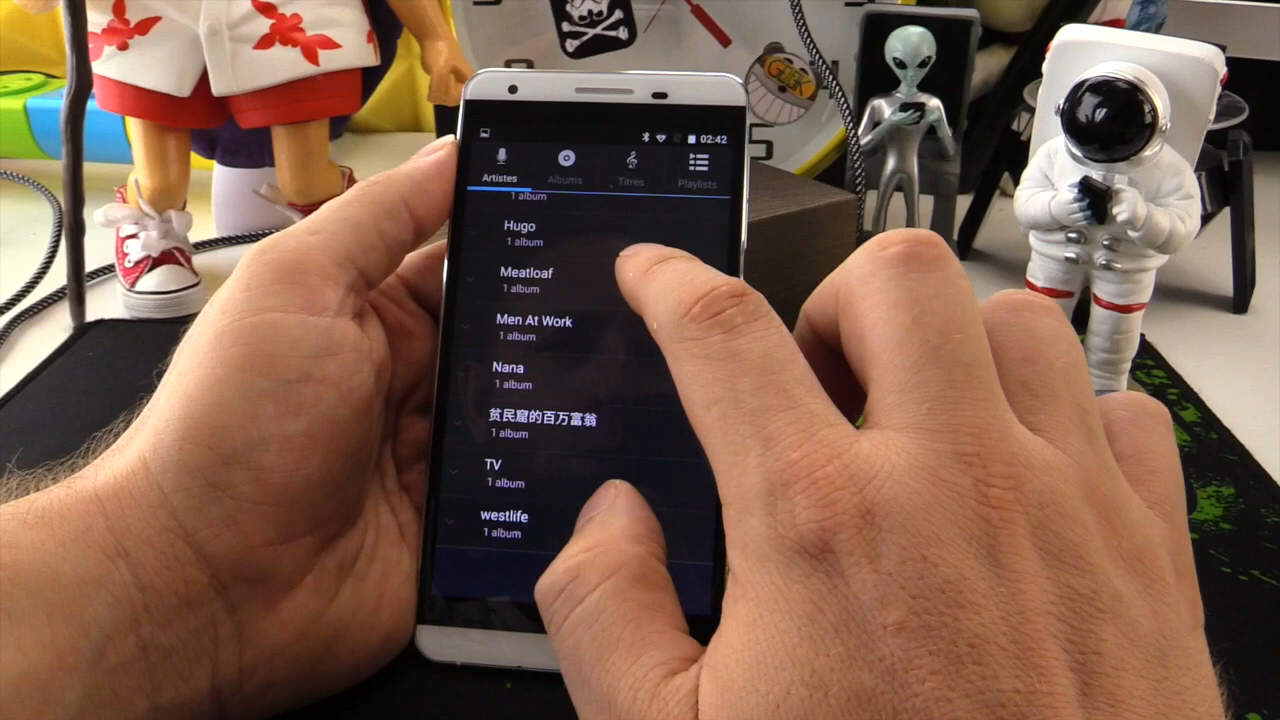 02:42
Artistes
Albums
Titres
Playlists
1 album
Hugo
1 album
Meatloaf
1 album
Men At Work
1 album
Nana
1 album
贫民窟的百万富翁
1 album
TV
1 album
westlife
1 album
GEEK
5